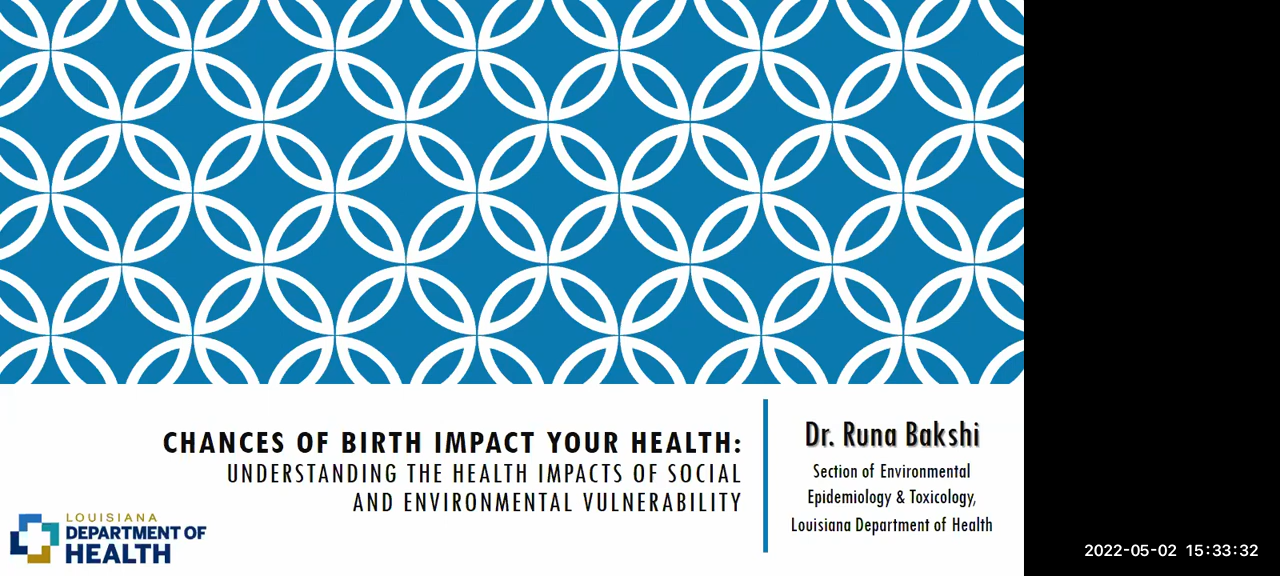 CHANCES OF BIRTH IMPACT YOUR HEALTH:
UNDERSTANDING THE HEALTH IMPACTS OF SOCIAL
AND ENVIRONMENTAL VULNERABILITY
Dr. Runa Bakshi
Section of Environmental
Epidemiology & Toxicology,
Louisiana Department of Health
LOUISIANA
DEPARTMENT OF
HEALTH
2022-05-02 15:33:32